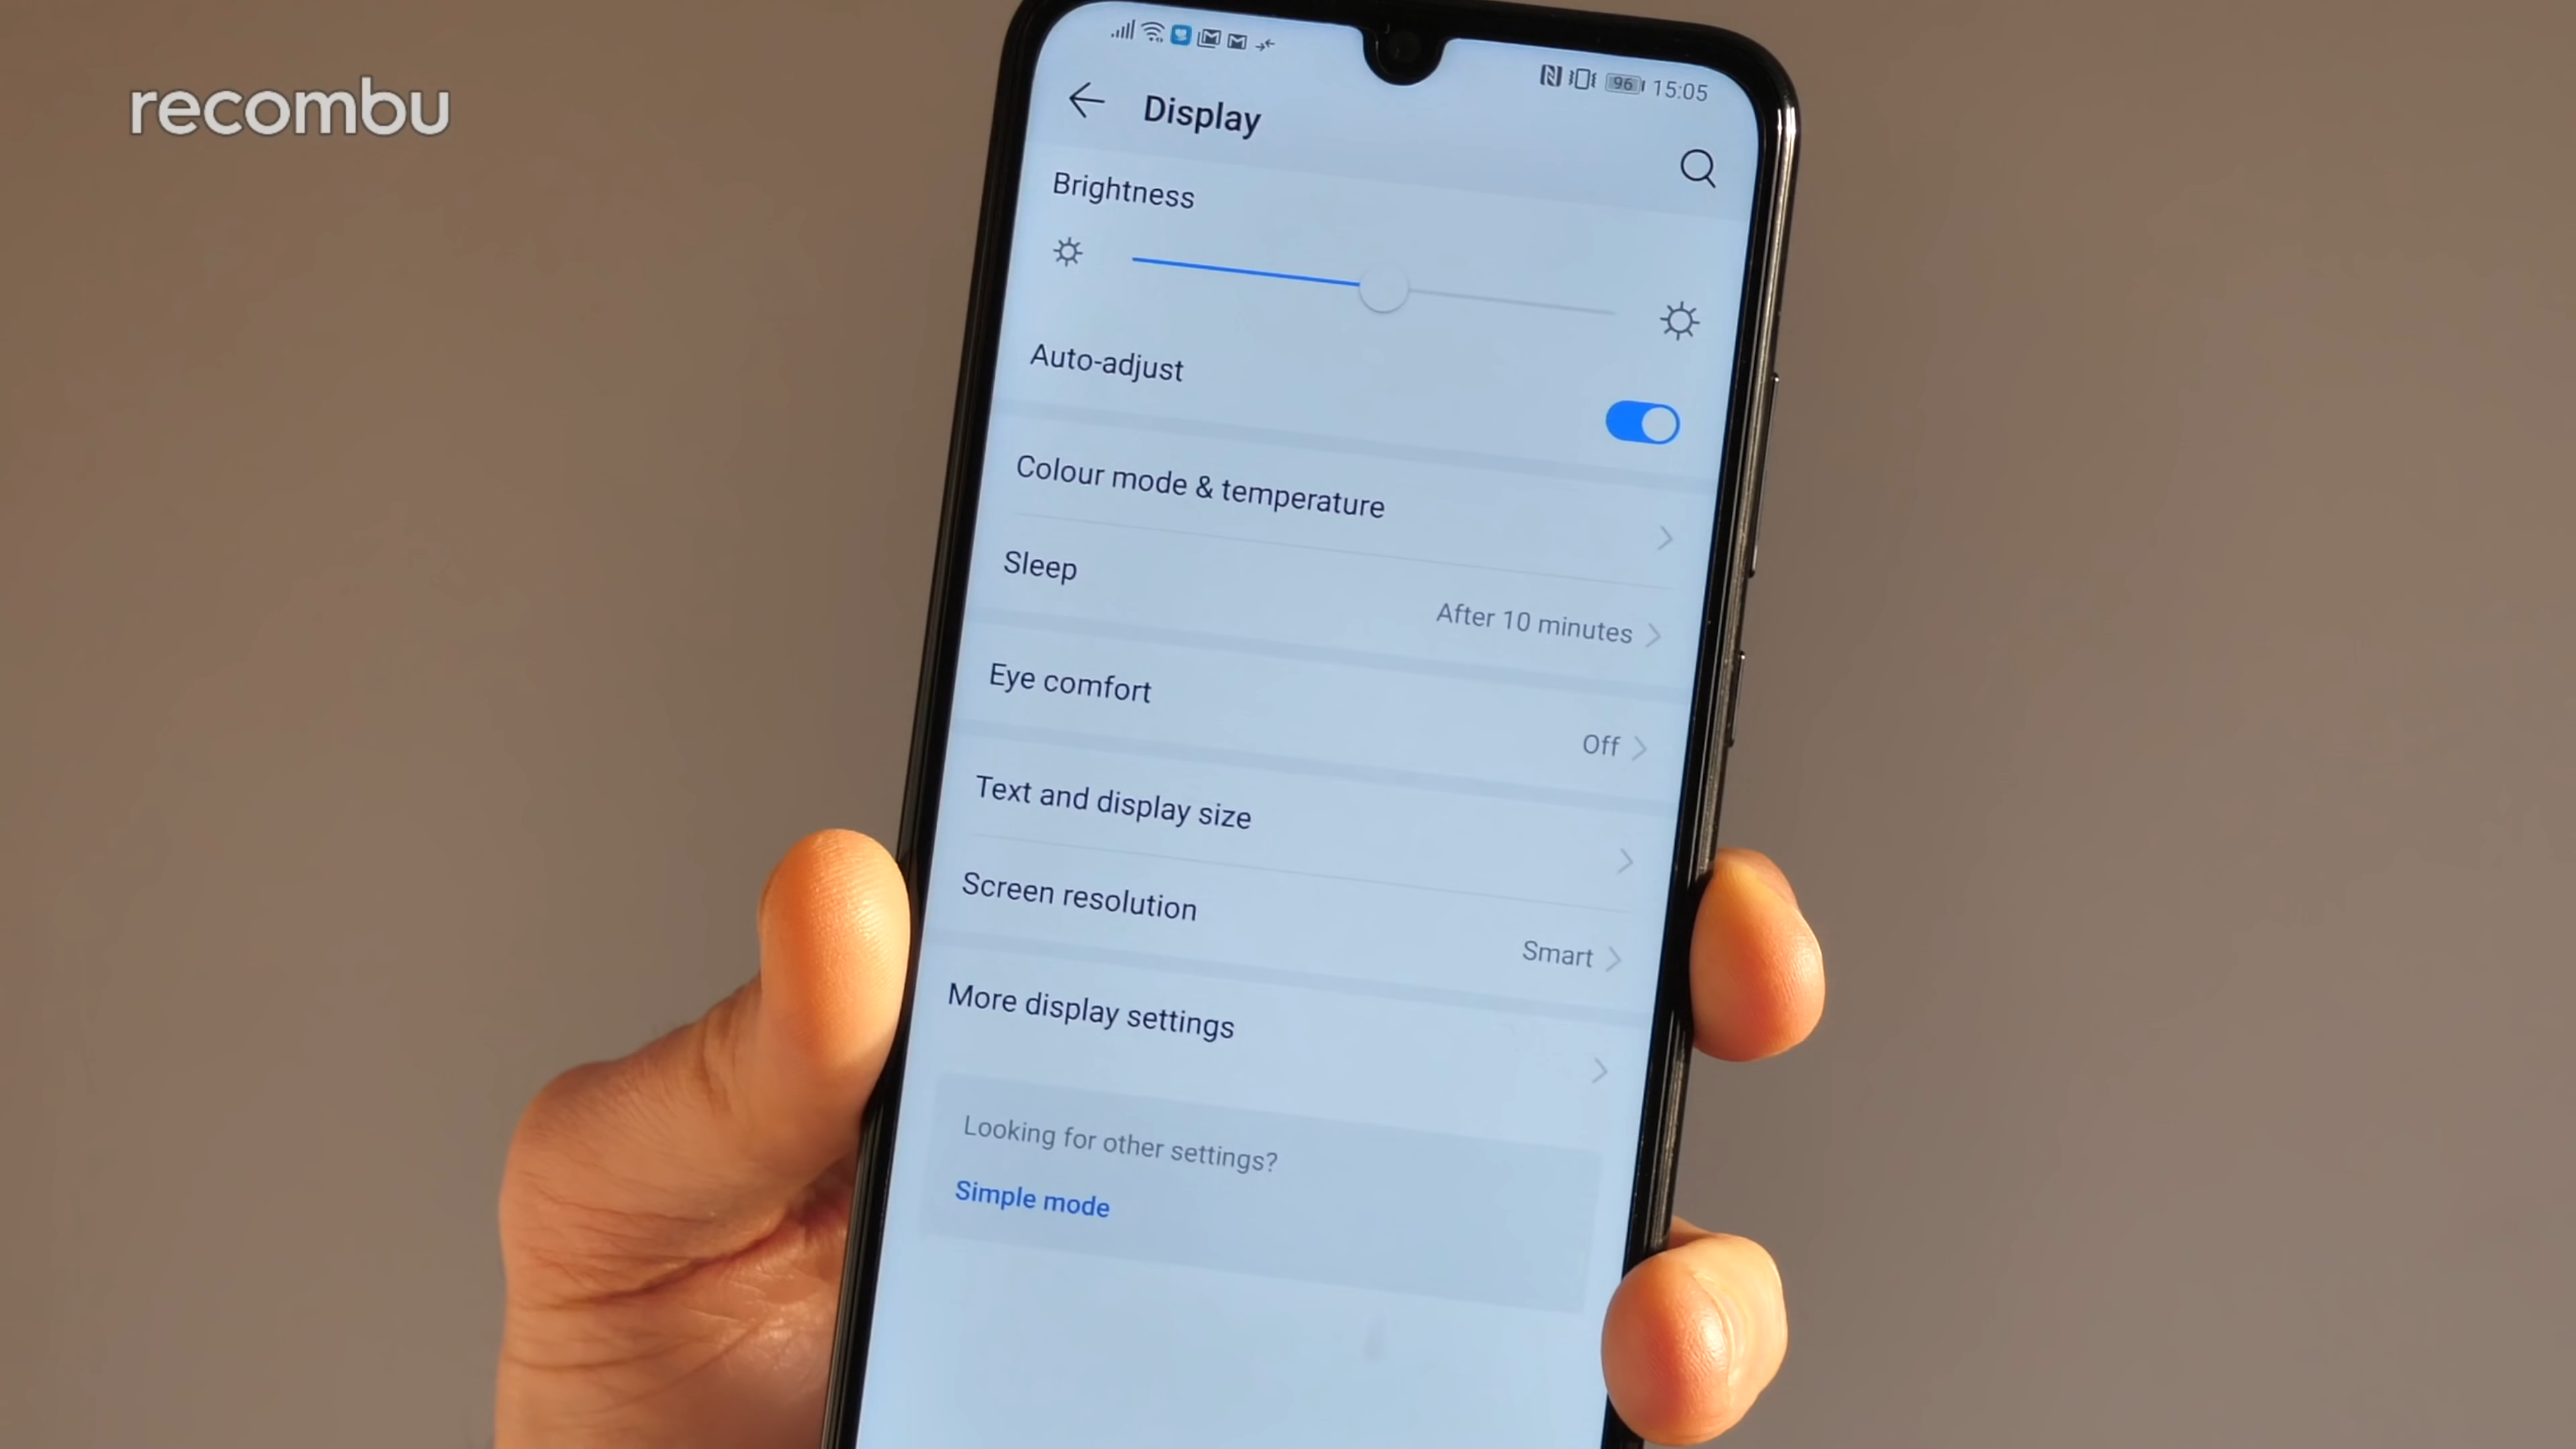 recombu
96 15:05
Display
Brightness
Auto-adjust
Colour mode & temperature
Sleep
After 10 minutes
Eye comfort
Off
Text and display size
Screen resolution
Smart
More display settings
Looking for other settings?
Simple mode